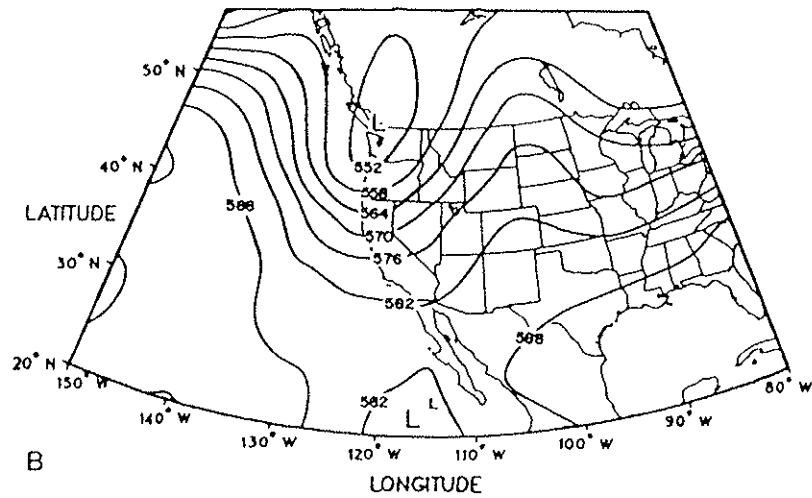 50° N
L
552
40° N
558
588
564
LATITUDE
570
576
30° N
582
588
20° N
150° W
582
L L
80° W
140° W
90° W
130° W
120° W
110° W
100° W
B
LONGITUDE